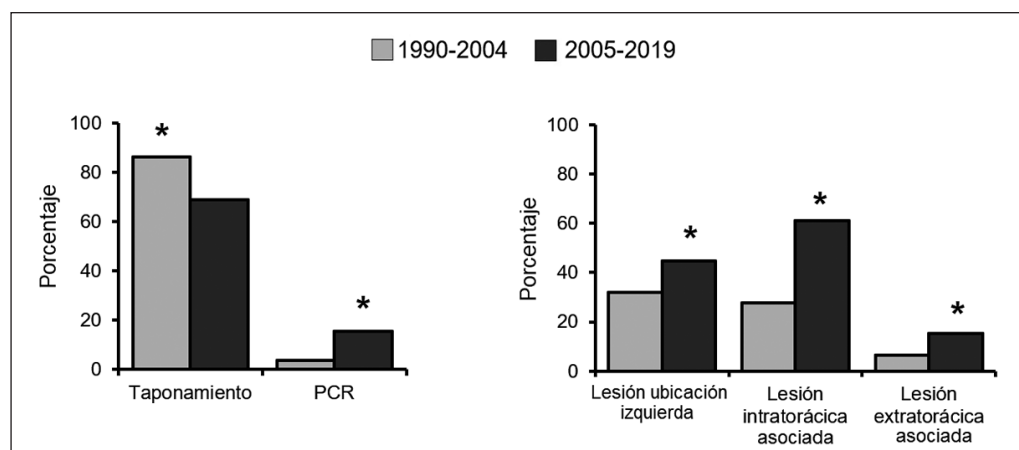 1990-2004 2005-2019
Porcentaje
100
80
60
40
20
0
*
*
Taponamiento PCR
Porcentaje
100
80
60
40
20
0
*
*
*
Lesión ubicación
izquierda
Lesión
intratorácica
asociada
Lesión
extratorácica
asociada